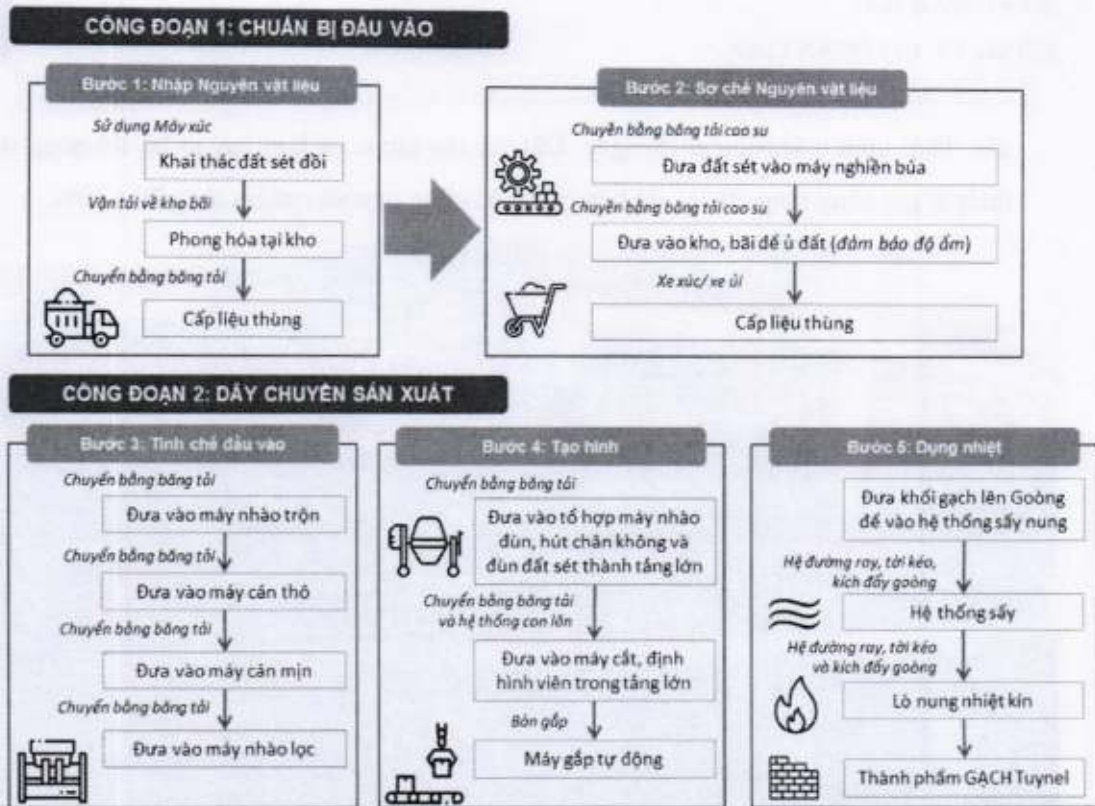 CÔNG ĐOẠN 1: CHUẨN BỊ ĐẦU VÀO
Bước 1: Nhập Nguyên vật liệu
Sử dụng Máy xúc
Khai thác đất sét đồi
Vận tải về kho bãi
Phong hóa tại kho
Chuyển bằng băng tải
Cấp liệu thùng
Bước 2: Sơ chế Nguyên vật liệu
Chuyền bằng băng tải cao su
Đưa đất sét vào máy nghiền búa
Chuyền bằng băng tải cao su
Đưa vào kho, bãi để ủ đất (đảm bảo độ ẩm)
Xe xúc/ xe ủi
Cấp liệu thùng
CÔNG ĐOẠN 2: DÂY CHUYỀN SẢN XUẤT
Bước 3: Tinh chế đầu vào
Chuyển bằng băng tải
Đưa vào máy nhào trộn
Chuyển bằng băng tải
Đưa vào máy cán thô
Chuyển bằng băng tải
Đưa vào máy cán mịn
Chuyển bằng băng tải
Đưa vào máy nhào lọc
Bước 4: Tạo hình
Chuyển bằng băng tải
Đưa vào tổ hợp máy nhào
đùn, hút chân không và
đùn đất sét thành tảng lớn
Chuyển bằng băng tải
và hệ thống con lăn
Đưa vào máy cắt, định
hình viên trong tảng lớn
Bàn gắp
Máy gắp tự động
Bước 5: Dụng nhiệt
Đưa khối gạch lên Goòng
để vào hệ thống sấy nung
Hệ đường ray, tời kéo,
kích đẩy goòng
Hệ thống sấy
Hệ đường ray, tời kéo
và kích đẩy goòng
Lò nung nhiệt kín
Thành phẩm GẠCH Tuynel